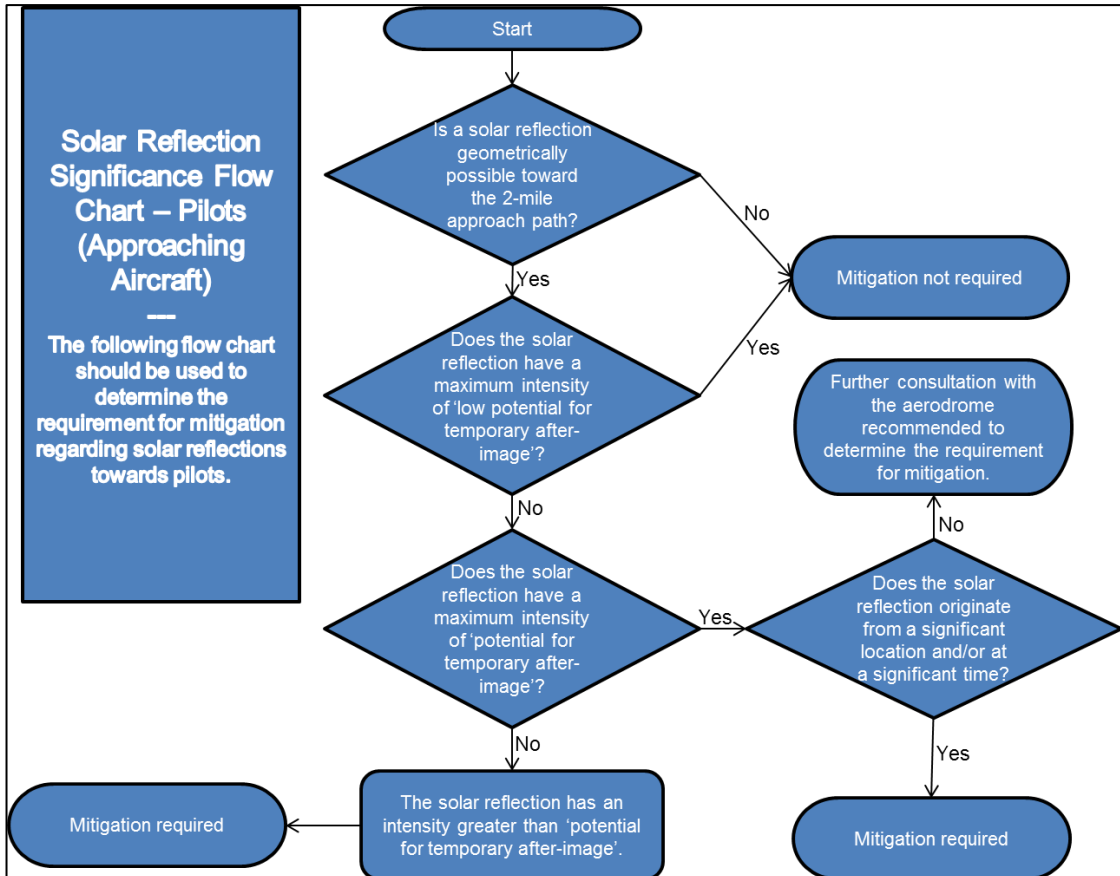 Solar Reflection
Significance Flow
Chart – Pilots
(Approaching
Aircraft)
---
The following flow chart
should be used to
determine the
requirement for mitigation
regarding solar reflections
towards pilots.
Start
Is a solar reflection
geometrically
possible toward
the 2-mile
approach path?
No
Yes
Mitigation not required
Does the solar
reflection have a
maximum intensity
of ‘low potential for
temporary after-
image’?
Yes
No
Further consultation with
the aerodrome
recommended to
determine the requirement
for mitigation.
Does the solar
reflection have a
maximum intensity
of ‘potential for
temporary after-
image’?
Yes
No
Does the solar
reflection originate
from a significant
location and/or at
a significant time?
No
Yes
The solar reflection has an
intensity greater than ‘potential
for temporary after-image’.
Mitigation required
Mitigation required